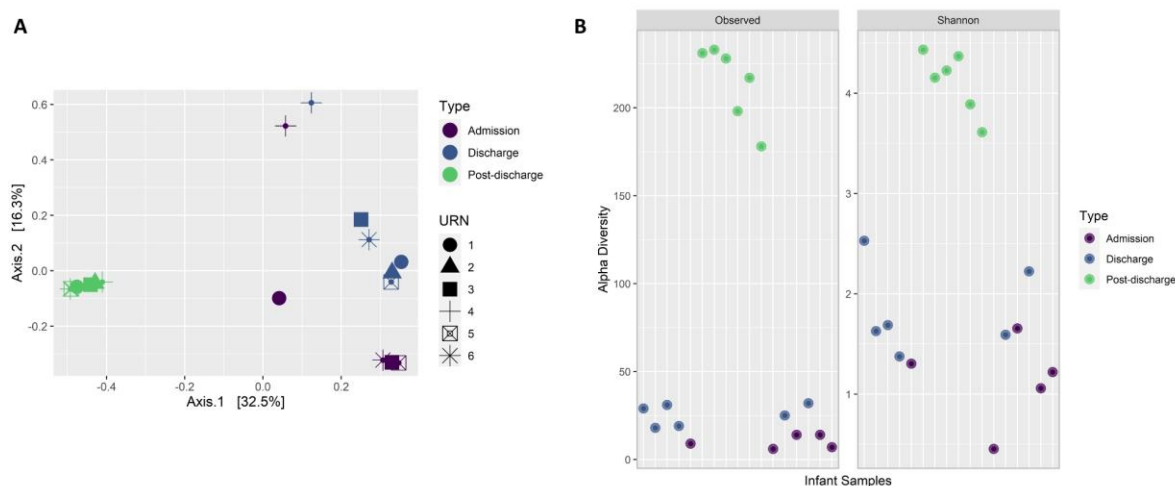 A
Axis.2 [16.3%]
0.6
0.4
0.2
0.0
-0.2
-0.4
-0.2
0.0
0.2
Axis.1 [32.5%]
Type
Admission
Discharge
Post-discharge
URN
1
2
3
4
5
6
B
Observed
Shannon
Alpha Diversity
200
150
100
50
0
4
3
2
1
Infant Samples
Type
Admission
Discharge
Post-discharge